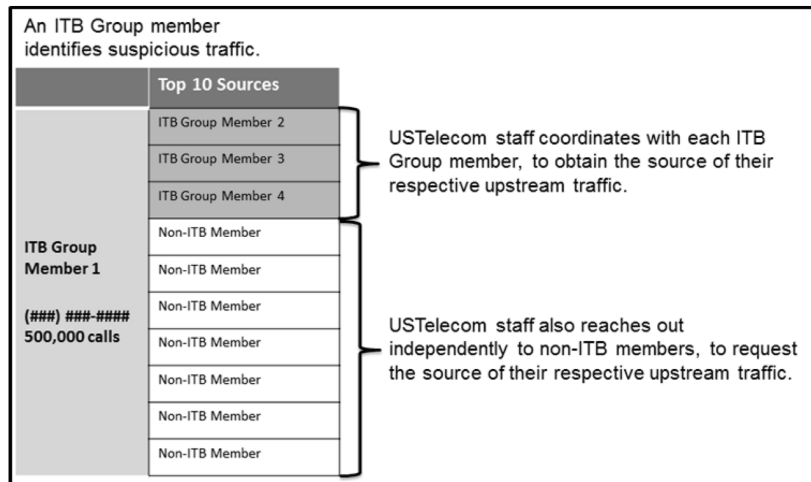 An ITB Group member
identifies suspicious traffic.
Top 10 Sources
ITB Group
Member 1
(###) ###-####
500,000 calls
ITB Group Member 2
ITB Group Member 3
ITB Group Member 4
Non-ITB Member
Non-ITB Member
Non-ITB Member
Non-ITB Member
Non-ITB Member
Non-ITB Member
Non-ITB Member
USTelecom staff coordinates with each ITB
Group member, to obtain the source of their
respective upstream traffic.
USTelecom staff also reaches out
independently to non-ITB members, to request
the source of their respective upstream traffic.